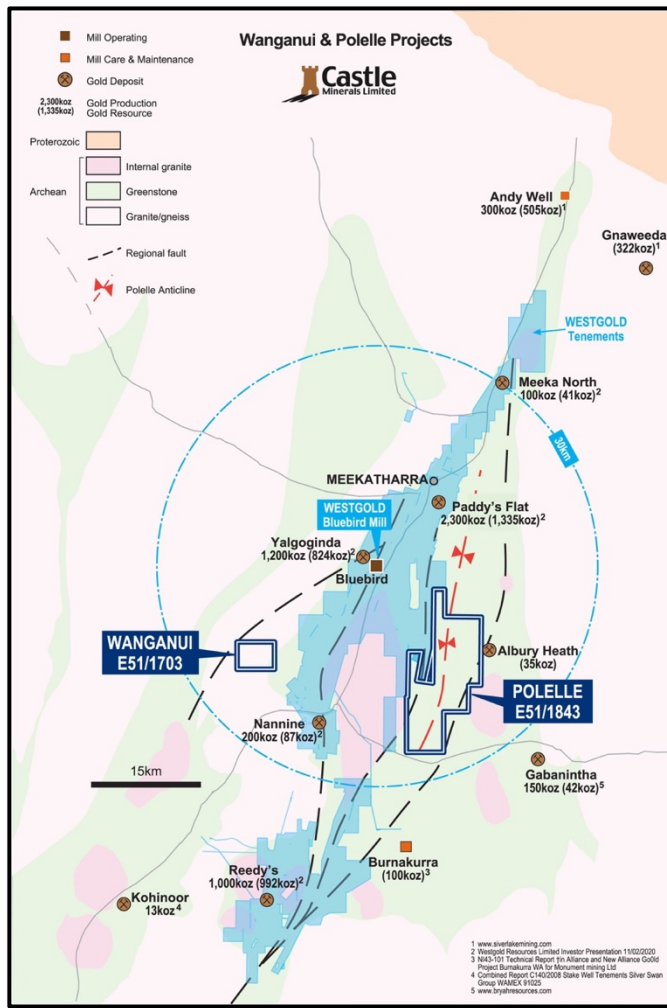 Wanganui & Polelle Projects
Castle
Minerals Limited
Mill Operating
Mill Care & Maintenance
Gold Deposit
2,300koz
(1,335koz)
Gold Production
Gold Resource
Proterozoic
Archean
Internal granite
Greenstone
Granite/gneiss
Regional fault
Polelle Anticline
Andy Well
300koz (505koz)1
Gnaweeda
(322koz)1
WESTGOLD
Tenements
Meeka North
100koz (41koz)2
30km
MEEKATHARRA
Paddy's Flat
2,300koz (1,335koz)2
WESTGOLD
Bluebird Mill
Yalgoginda
1,200koz (824koz)2
Bluebird
WANGANUI
E51/1703
Albury Heath
(35koz)
POLELLE
E51/1843
Nannine
200koz (87koz)2
15km
Gabanintha
150koz (42koz)5
Burnakurra
(100koz)3
Reedy's
1,000koz (992koz)2
Kohinoor
13koz4
1 www.siverlakemining.com
2 Westgold Resources Limited Investor Presentation 11/02/2020
3 NI43-101 Technical Report †in Alliance and New Alliance Go0ld
Project Burnakurra WA for Monument mining Ltd
4 Combined Report C140/2008 Stake Well Tenements Silver Swan
Group WAMEX 91025
5 www.bryahresources.com